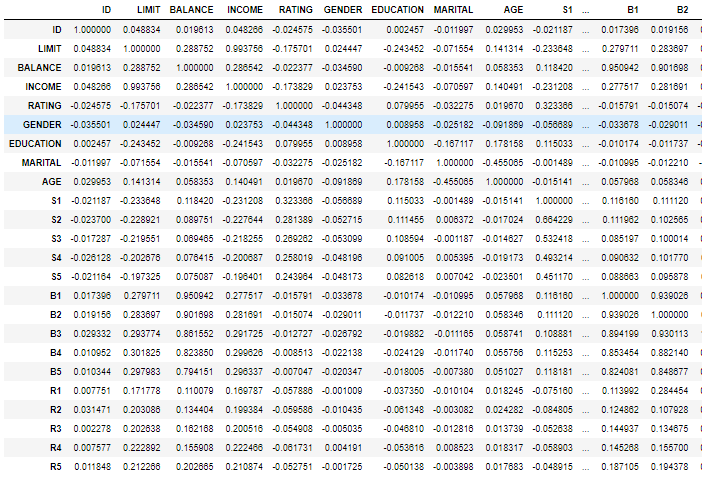 ID LIMIT BALANCE INCOME RATING GENDER EDUCATION MARITAL AGE S1 ... B1 B2
ID 1.000000 0.048834 0.019613 0.048266 -0.024575 -0.035501 0.002457 -0.011997 0.029953 -0.021187 ... 0.017396 0.019156
LIMIT 0.048834 1.000000 0.288752 0.993756 -0.175701 0.024447 -0.243452 -0.071554 0.141314 -0.233648 ... 0.279711 0.283697
BALANCE 0.019613 0.288752 1.000000 0.286542 -0.022377 -0.034590 -0.009268 -0.015541 0.058353 0.118420 ... 0.950942 0.901698
INCOME 0.048266 0.993756 0.286542 1.000000 -0.173829 0.023753 -0.241543 -0.070597 0.140491 -0.231208 ... 0.277517 0.281691
RATING -0.024575 -0.175701 -0.022377 -0.173829 1.000000 -0.044348 0.079955 -0.032275 0.019670 0.323366 ... -0.015791 -0.015074
GENDER -0.035501 0.024447 -0.034590 0.023753 -0.044348 1.000000 0.008958 -0.025182 -0.091869 -0.056689 ... -0.033678 -0.029011
EDUCATION 0.002457 -0.243452 -0.009268 -0.241543 0.079955 0.008958 1.000000 -0.167117 0.178158 0.115033 ... -0.010174 -0.011737
MARITAL -0.011997 -0.071554 -0.015541 -0.070597 -0.032275 -0.025182 -0.167117 1.000000 -0.455065 -0.001489 ... -0.010995 -0.012210
AGE 0.029953 0.141314 0.058353 0.140491 0.019670 -0.091869 0.178158 -0.455065 1.000000 -0.015141 ... 0.057968 0.058346
S1 -0.021187 -0.233648 0.118420 -0.231208 0.323366 -0.056689 0.115033 -0.001489 -0.015141 1.000000 ... 0.116160 0.111120
S2 -0.023700 -0.228921 0.089751 -0.227644 0.281389 -0.052715 0.111455 0.006372 -0.017024 0.664229 ... 0.111962 0.102565
S3 -0.017287 -0.219551 0.069465 -0.218255 0.269262 -0.053099 0.108594 -0.001187 -0.014627 0.532418 ... 0.085197 0.100014
S4 -0.026128 -0.202676 0.076415 -0.200687 0.258019 -0.048196 0.091005 0.005395 -0.019173 0.493214 ... 0.090632 0.101770
S5 -0.021164 -0.197325 0.075087 -0.196401 0.243964 -0.048173 0.082618 0.007042 -0.023501 0.451170 ... 0.088663 0.095878
B1 0.017396 0.279711 0.950942 0.277517 -0.015791 -0.033678 -0.010174 -0.010995 0.057968 0.116160 ... 1.000000 0.939026
B2 0.019156 0.283697 0.901698 0.281691 -0.015074 -0.029011 -0.011737 -0.012210 0.058346 0.111120 ... 0.939026 1.000000
B3 0.029332 0.293774 0.861552 0.291725 -0.012727 -0.026792 -0.019882 -0.011165 0.058741 0.108881 ... 0.894199 0.930113
B4 0.010952 0.301825 0.823850 0.299626 -0.008513 -0.022138 -0.024129 -0.011740 0.055756 0.115253 ... 0.853454 0.882140
B5 0.010344 0.297983 0.794151 0.296337 -0.007047 -0.020347 -0.018005 -0.007380 0.051027 0.118181 ... 0.824081 0.848677
R1 0.007751 0.171778 0.110079 0.169787 -0.057886 -0.001009 -0.037350 -0.010104 0.018245 -0.075160 ... 0.113992 0.284454
R2 0.031471 0.203086 0.134404 0.199384 -0.059586 -0.010435 -0.061348 -0.003082 0.024282 -0.084805 ... 0.124862 0.107928
R3 0.002278 0.202638 0.162168 0.200516 -0.054908 -0.005035 -0.046810 -0.012816 0.013739 -0.052638 ... 0.144937 0.134675
R4 0.007577 0.222892 0.155908 0.222466 -0.061731 0.004191 -0.053616 0.008523 0.018317 -0.058903 ... 0.145268 0.155700
R5 0.011848 0.212266 0.202665 0.210874 -0.052751 -0.001725 -0.050138 -0.003898 0.017683 -0.048915 ... 0.187105 0.194378